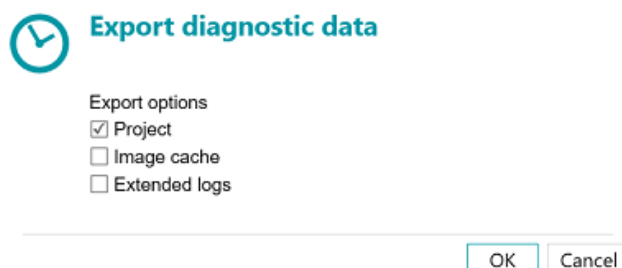 Export diagnostic data
Export options
Project
Image cache
Extended logs
OK Cancel